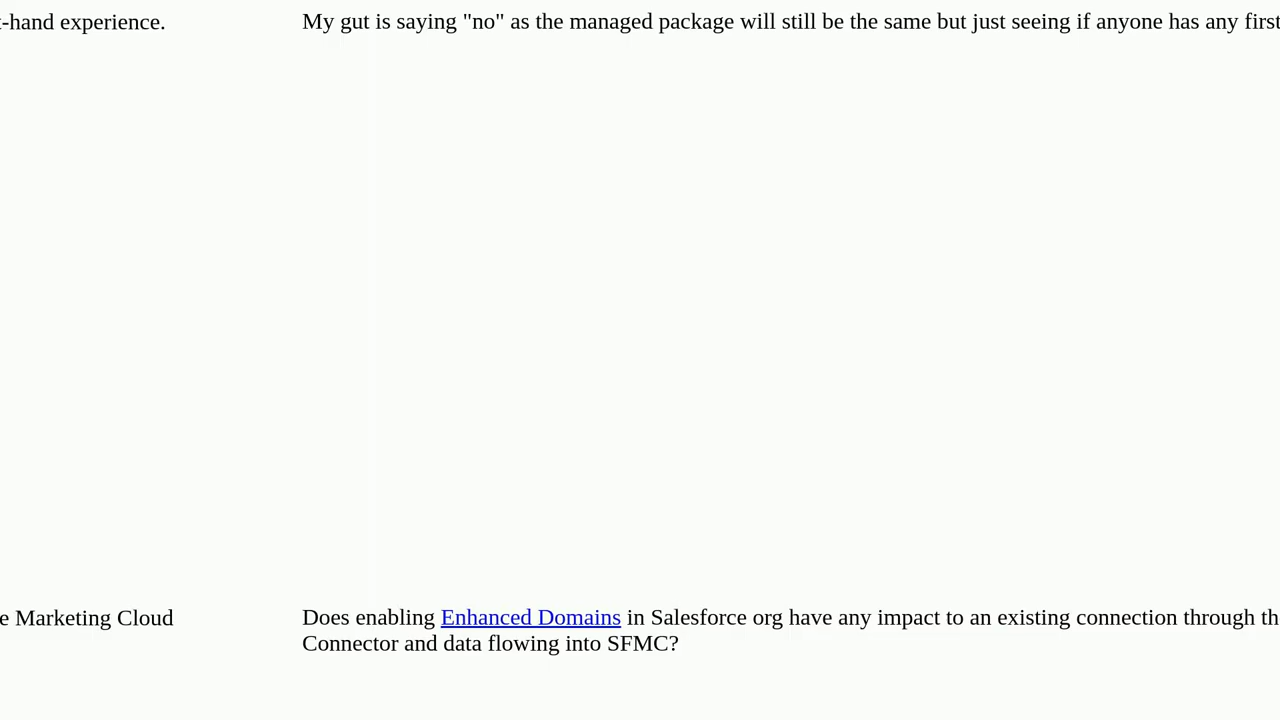 t-hand experience.
My gut is saying "no" as the managed package will still be the same but just seeing if anyone has any first
e Marketing Cloud
Does enabling Enhanced Domains in Salesforce org have any impact to an existing connection through th
Connector and data flowing into SFMC?